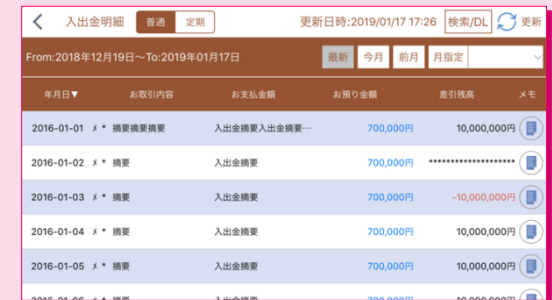 入出金明細 普通 定期 更新日時:2019/01/17 17:26 検索/DL 更新
From:2018年12月19日～To:2019年01月17日 最新 今月 前月 月指定
年月日▼ お取引内容 お支払金額 お預り金額 差引残高 メモ
2016-01-01 〆 * 摘要摘要摘要 入出金摘要入出金摘要… 700,000円 10,000,000円
2016-01-02 〆 * 摘要 入出金摘要 700,000円 ********************
2016-01-03 〆 * 摘要 入出金摘要 700,000円 -10,000,000円
2016-01-04 〆 * 摘要 入出金摘要 700,000円 10,000,000円
2016-01-05 〆 * 摘要 入出金摘要 700,000円 10,000,000円